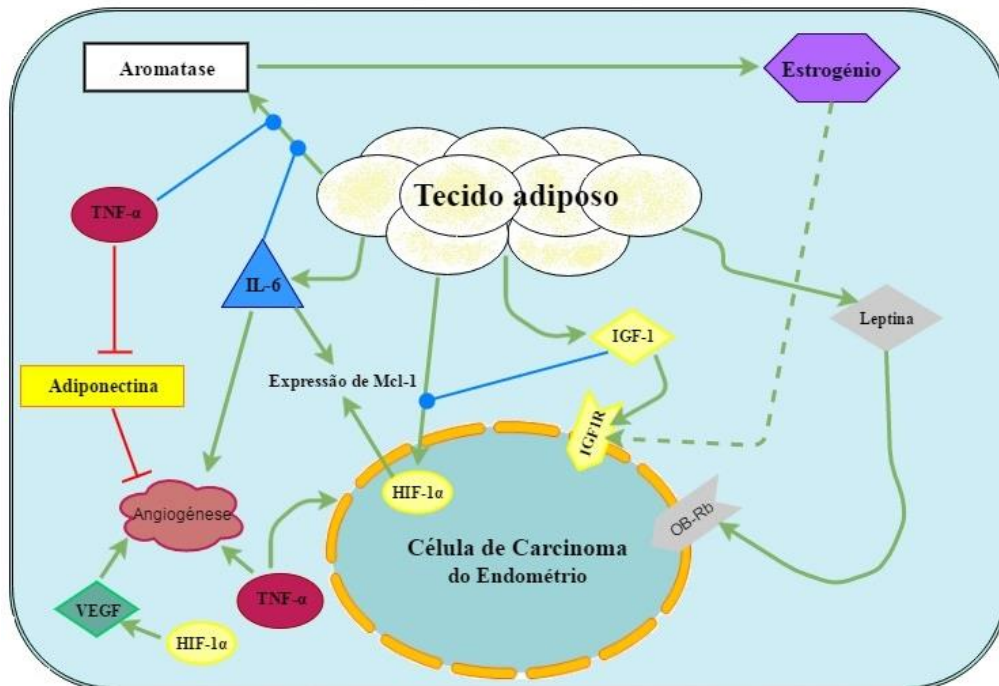 Aromatase
Estrogénio
Tecido adiposo
TNF-α
IL-6
IGF-1
Leptina
Adiponectina
Expressão de Mcl-1
IGF1R
HIF-1α
OB-Rb
Angiogénese
Célula de Carcinoma
do Endométrio
VEGF
TNF-α
HIF-1α